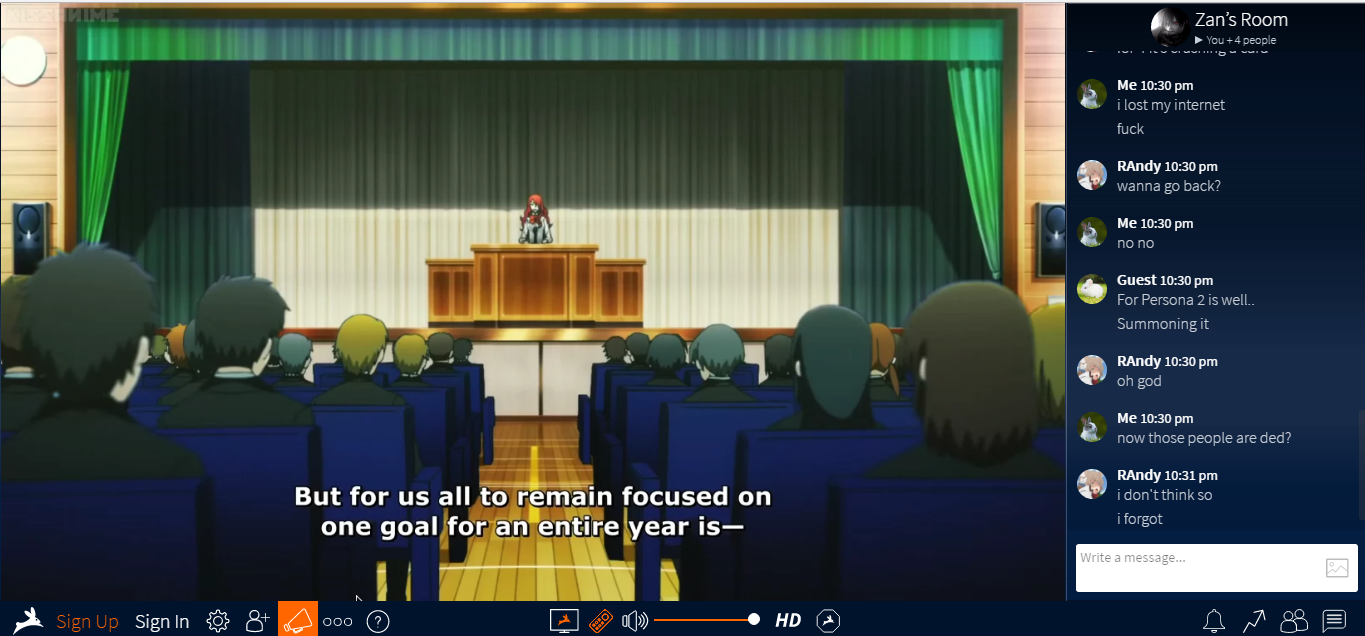 KISSANIME
But for us all to remain focused on
one goal for an entire year is—
Zan's Room
You + 4 people
Me 10:30 pm
i lost my internet
fuck
RAndy 10:30 pm
wanna go back?
Me 10:30 pm
no no
Guest 10:30 pm
For Persona 2 is well..
Summoning it
RAndy 10:30 pm
oh god
Me 10:30 pm
now those people are ded?
RAndy 10:31 pm
i don't think so
i forgot
Write a message...
Sign Up
Sign In
?
HD